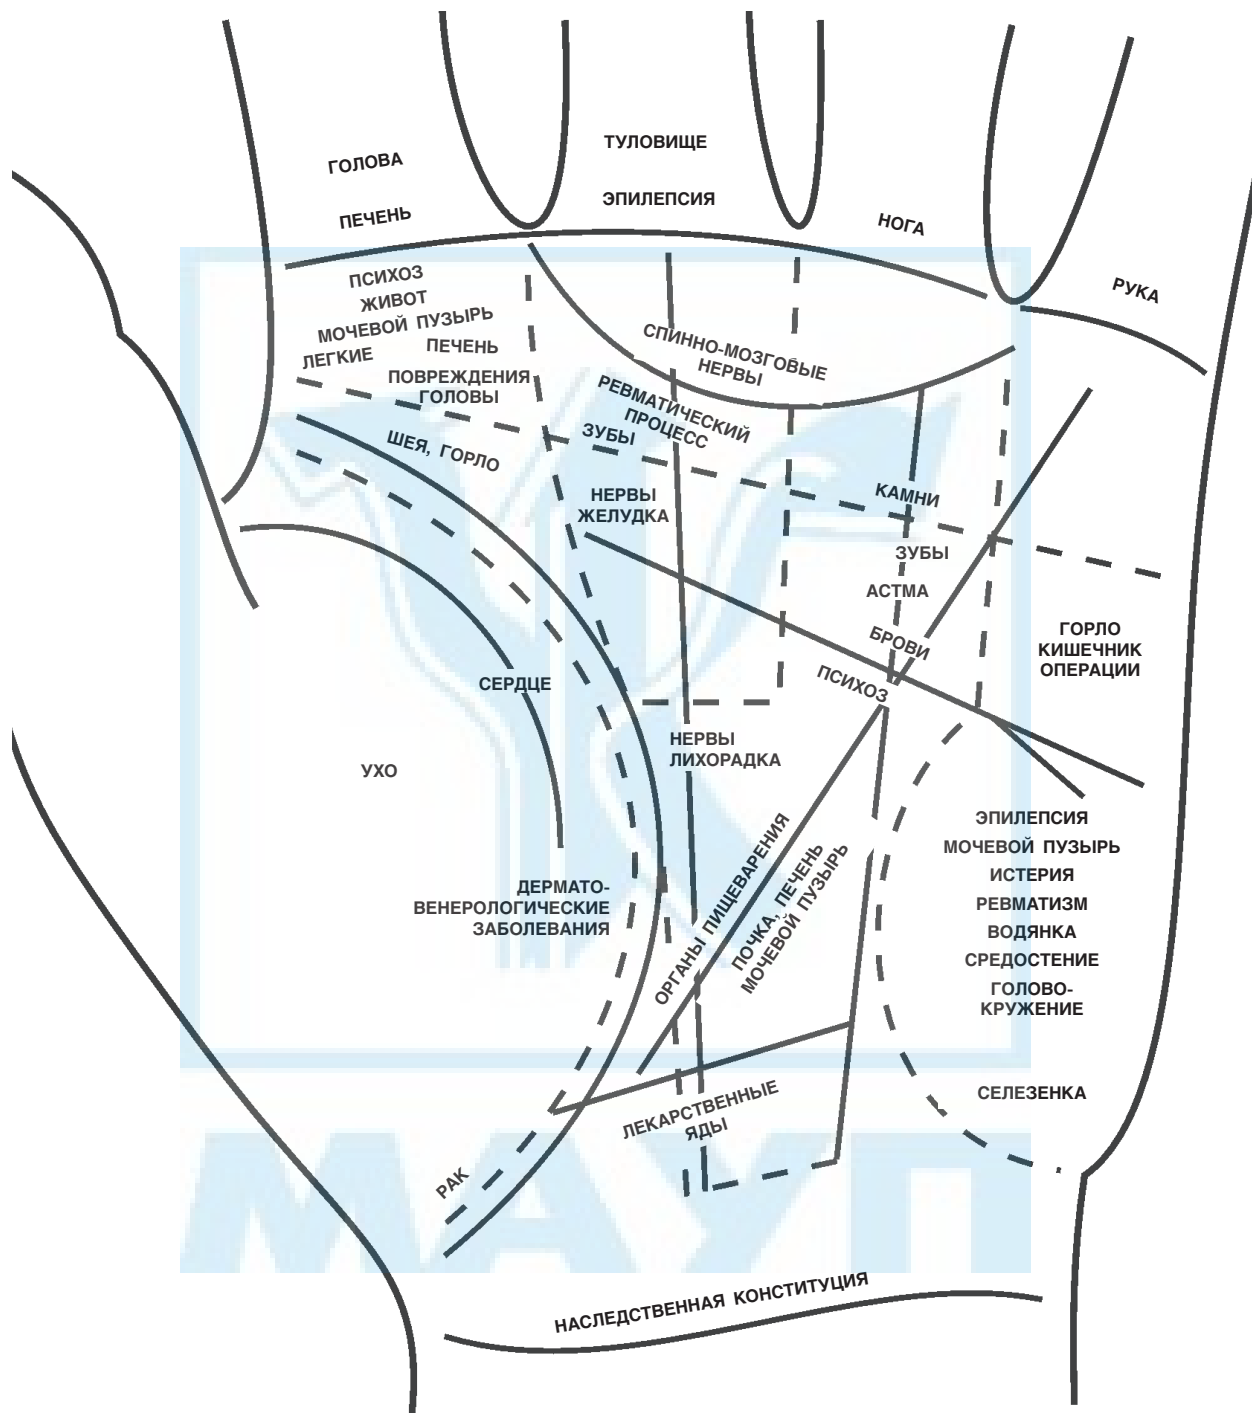 ГОЛОВА
ТУЛОВИЩЕ
ПЕЧЕНЬ
ЭПИЛЕПСИЯ
НОГА
РУКА
ПСИХОЗ
ЖИВОТ
МОЧЕВОЙ ПУЗЫРЬ
ЛЕГКИЕ
ПЕЧЕНЬ
ПОВРЕЖДЕНИЯ
ГОЛОВЫ
СПИННО-МОЗГОВЫЕ
НЕРВЫ
РЕВМАТИЧЕСКИЙ
ПРОЦЕСС
ЗУБЫ
ШЕЯ, ГОРЛО
НЕРВЫ
ЖЕЛУДКА
КАМНИ
ЗУБЫ
АСТМА
БРОВИ
ПСИХОЗ
ГОРЛО
КИШЕЧНИК
ОПЕРАЦИИ
СЕРДЦЕ
УХО
НЕРВЫ
ЛИХОРАДКА
ДЕРМАТО-
ВЕНЕРОЛОГИЧЕСКИЕ
ЗАБОЛЕВАНИЯ
ОРГАНЫ ПИЩЕВАРЕНИЯ
ПОЧКА, ПЕЧЕНЬ
МОЧЕВОЙ ПУЗЫРЬ
ЭПИЛЕПСИЯ
МОЧЕВОЙ ПУЗЫРЬ
ИСТЕРИЯ
РЕВМАТИЗМ
ВОДЯНКА
СРЕДОСТЕНИЕ
ГОЛОВО-
КРУЖЕНИЕ
СЕЛЕЗЕНКА
ЛЕКАРСТВЕННЫЕ
ЯДЫ
РАК
МАУП
НАСЛЕДСТВЕННАЯ КОНСТИТУЦИЯ